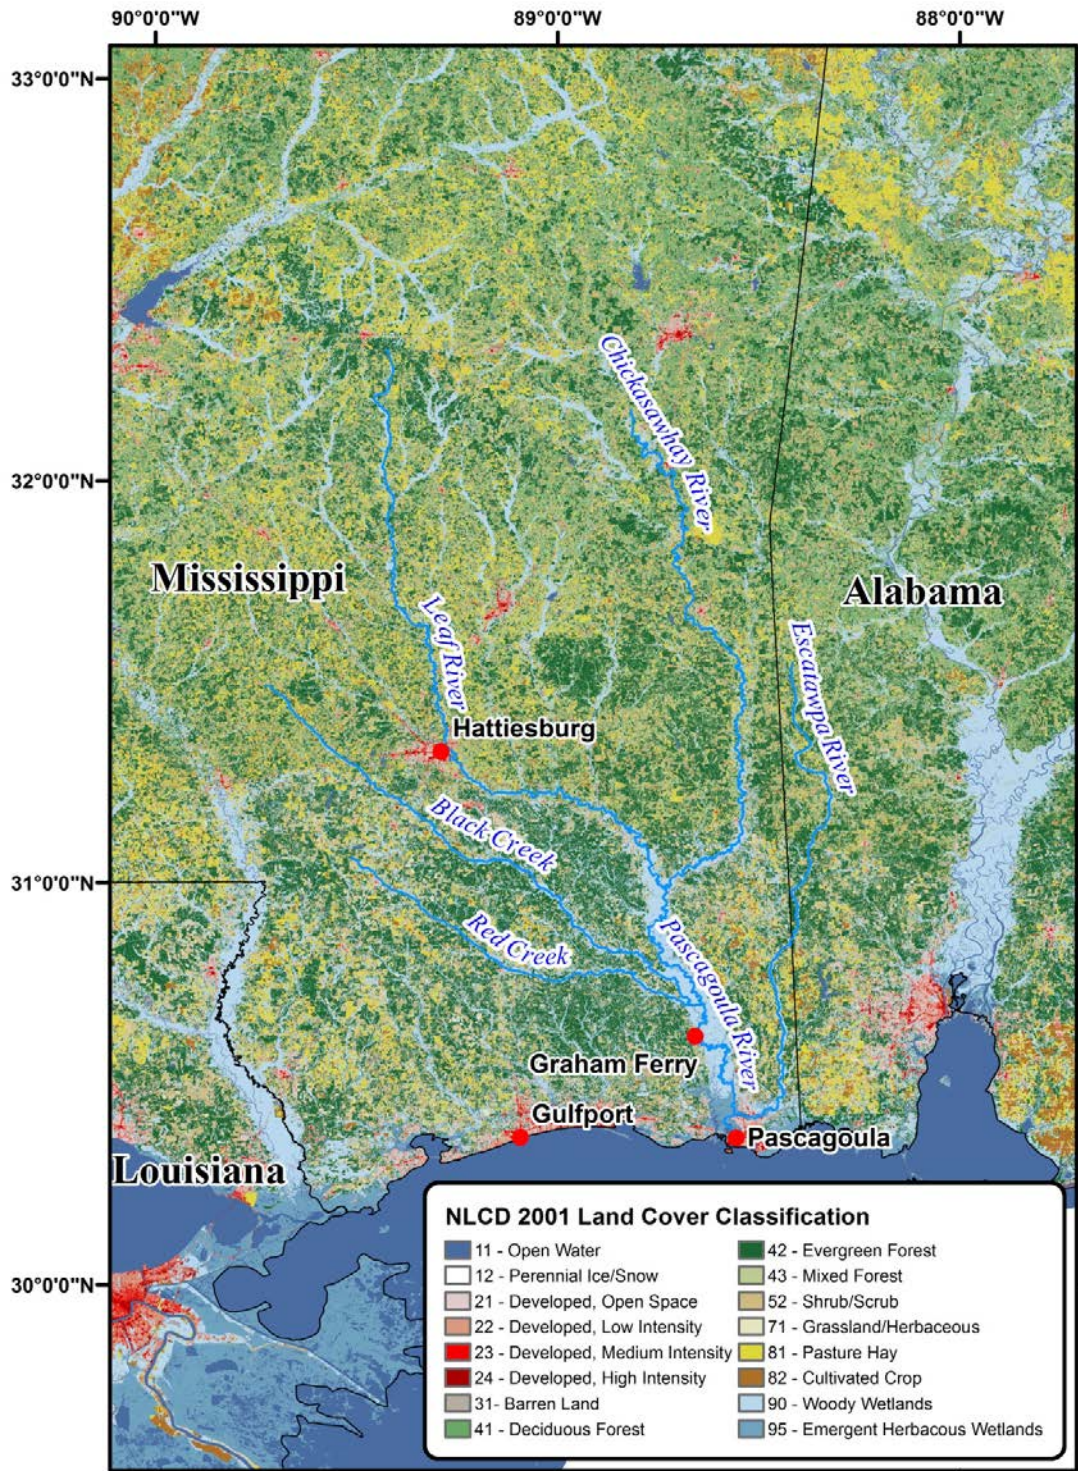 90°0'0"W 89°0'0"W 88°0'0"W
33°0'0"N
32°0'0"N
31°0'0"N
30°0'0"N
Chickasawhay River
Mississippi
Alabama
Leaf River
Escatawpa River
Hattiesburg
Black Creek
Red Creek
Pascagoula River
Graham Ferry
Gulfport
Pascagoula
Louisiana
NLCD 2001 Land Cover Classification
11 - Open Water
12 - Perennial Ice/Snow
21 - Developed, Open Space
22 - Developed, Low Intensity
23 - Developed, Medium Intensity
24 - Developed, High Intensity
31- Barren Land
41 - Deciduous Forest
42 - Evergreen Forest
43 - Mixed Forest
52 - Shrub/Scrub
71 - Grassland/Herbaceous
81 - Pasture Hay
82 - Cultivated Crop
90 - Woody Wetlands
95 - Emergent Herbacous Wetlands